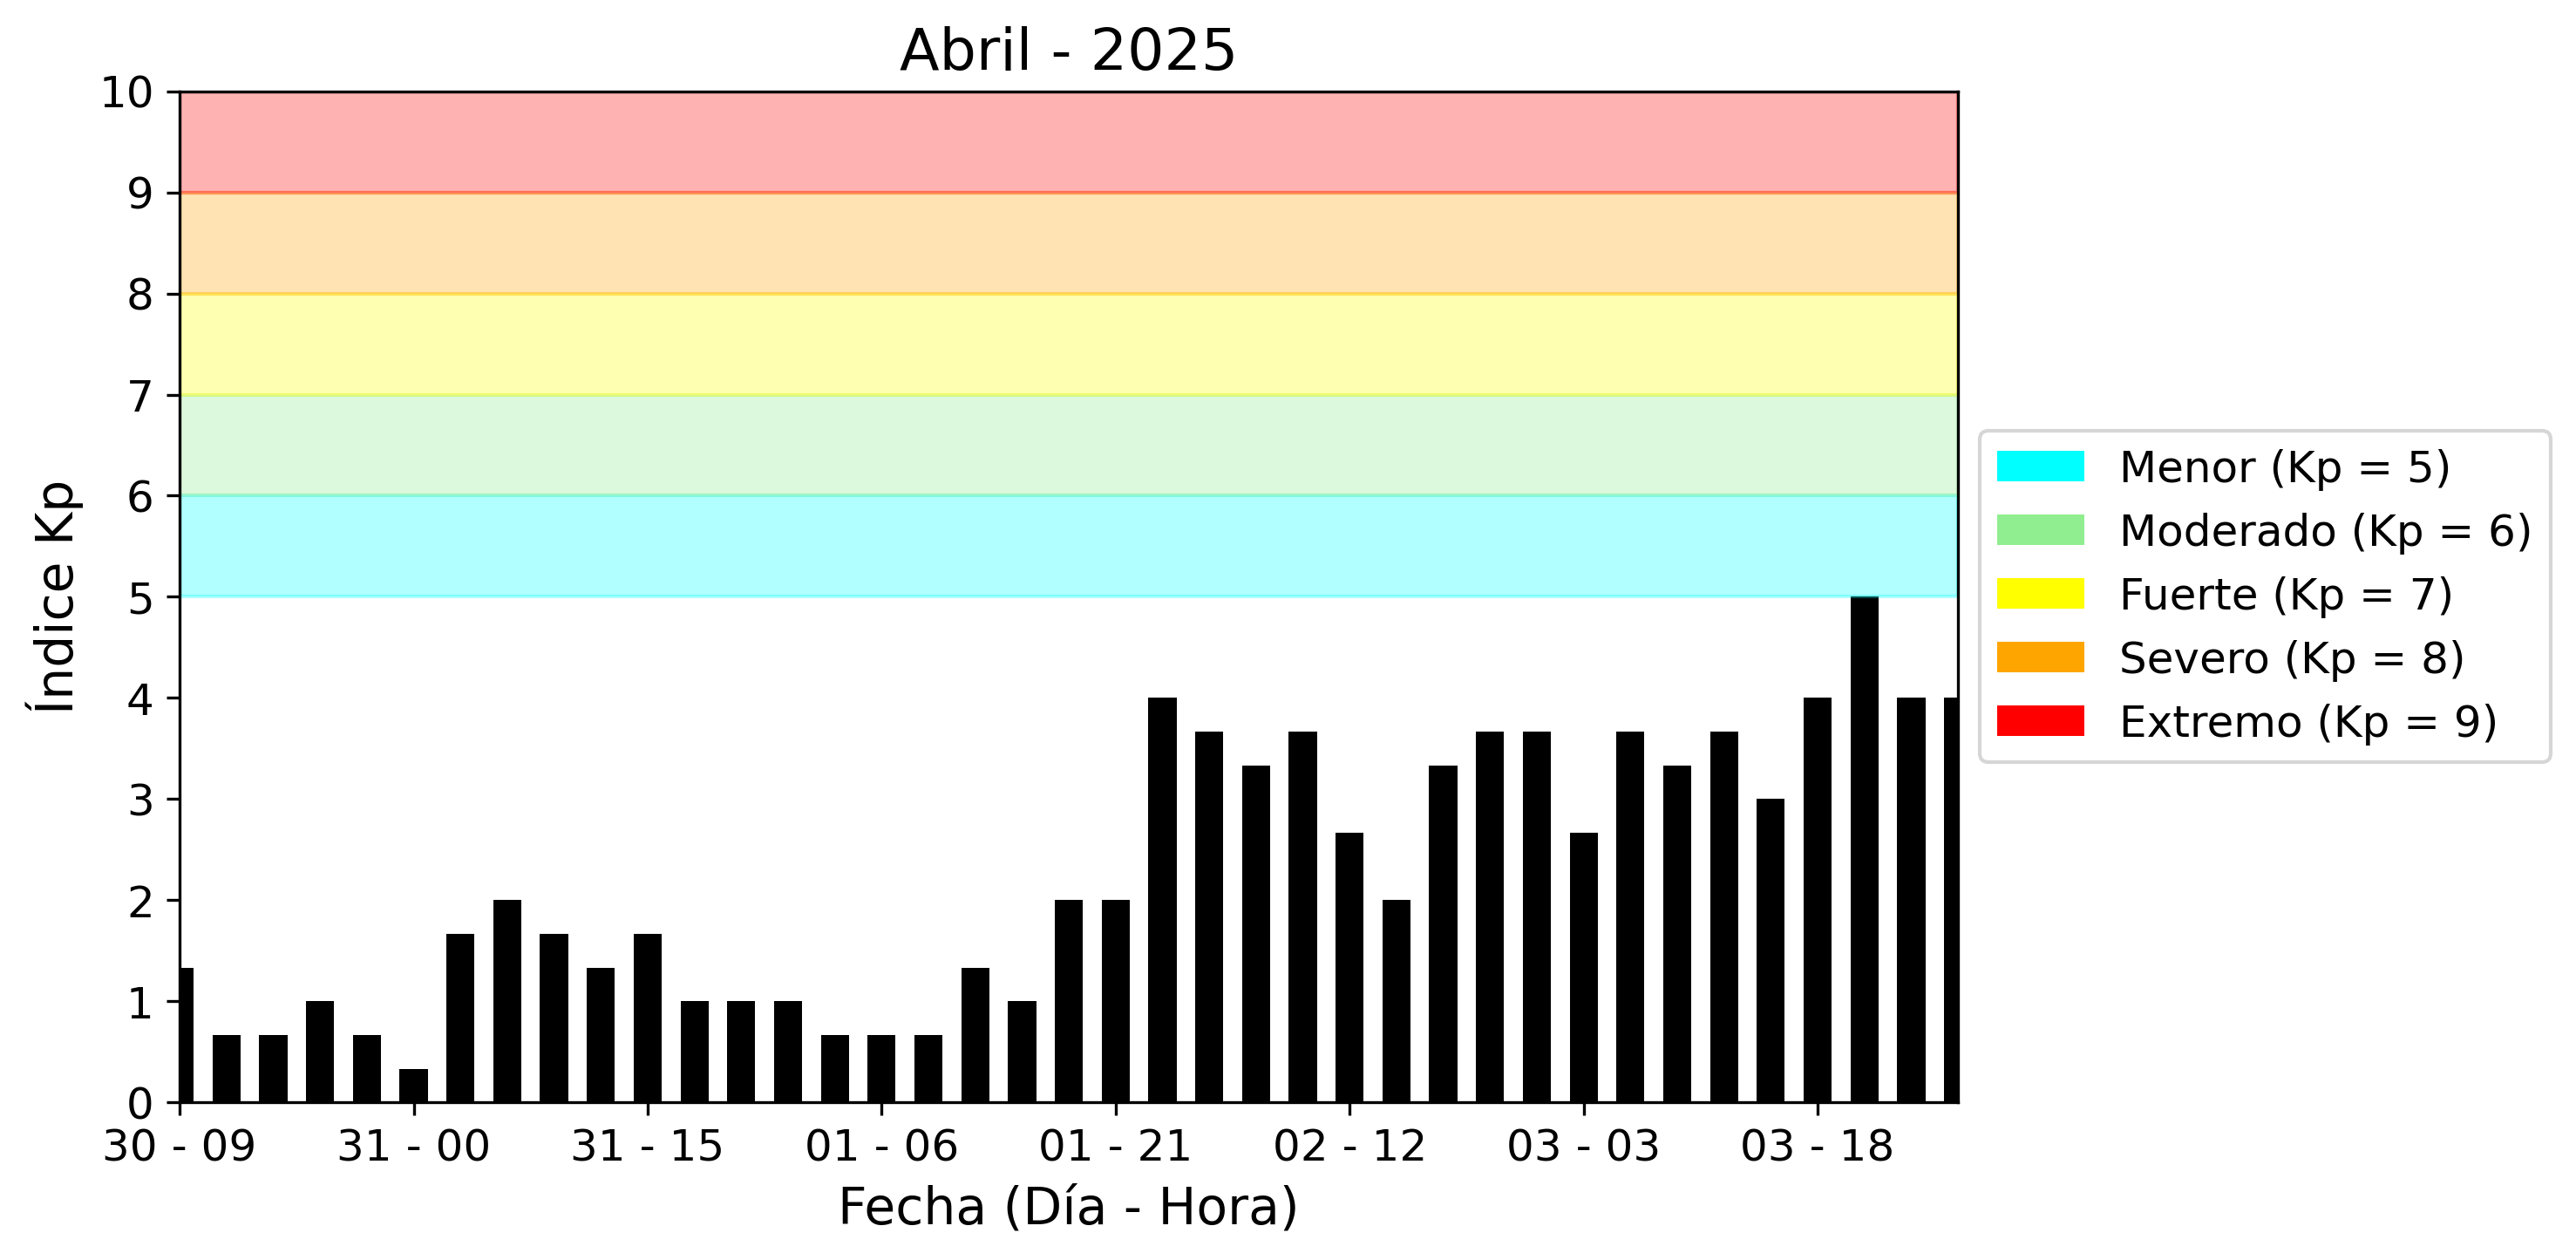 Abril - 2025
10
9
8
7
6
5
4
3
2
1
0
Índice Kp
30 - 09
31 - 00
31 - 15
01 - 06
01 - 21
02 - 12
03 - 03
03 - 18
Fecha (Día - Hora)
Menor (Kp = 5)
Moderado (Kp = 6)
Fuerte (Kp = 7)
Severo (Kp = 8)
Extremo (Kp = 9)